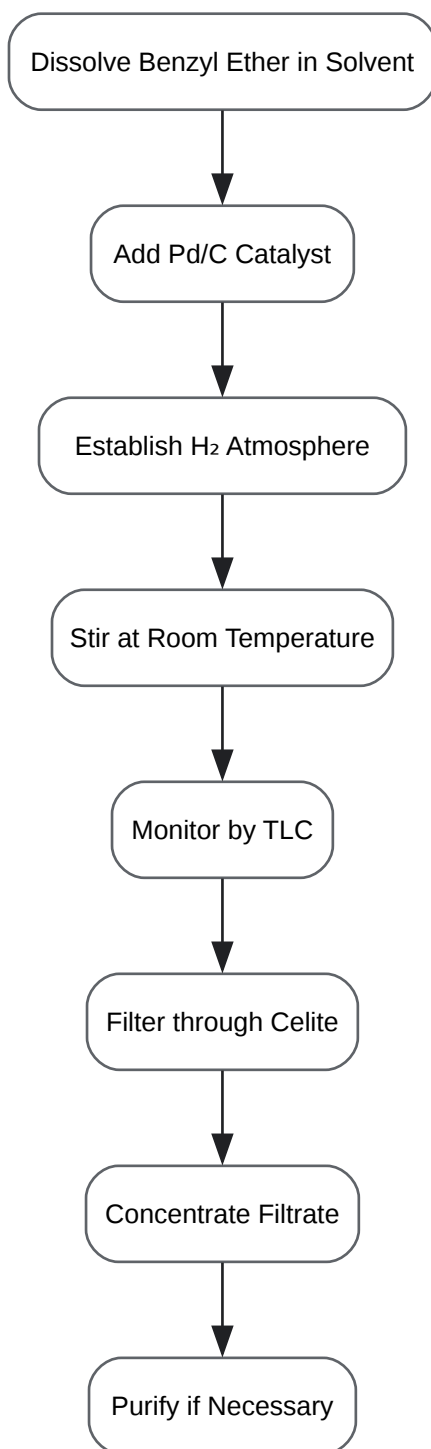 Dissolve Benzyl Ether in Solvent
Add Pd/C Catalyst
Establish H₂ Atmosphere
Stir at Room Temperature
Monitor by TLC
Filter through Celite
Concentrate Filtrate
Purify if Necessary